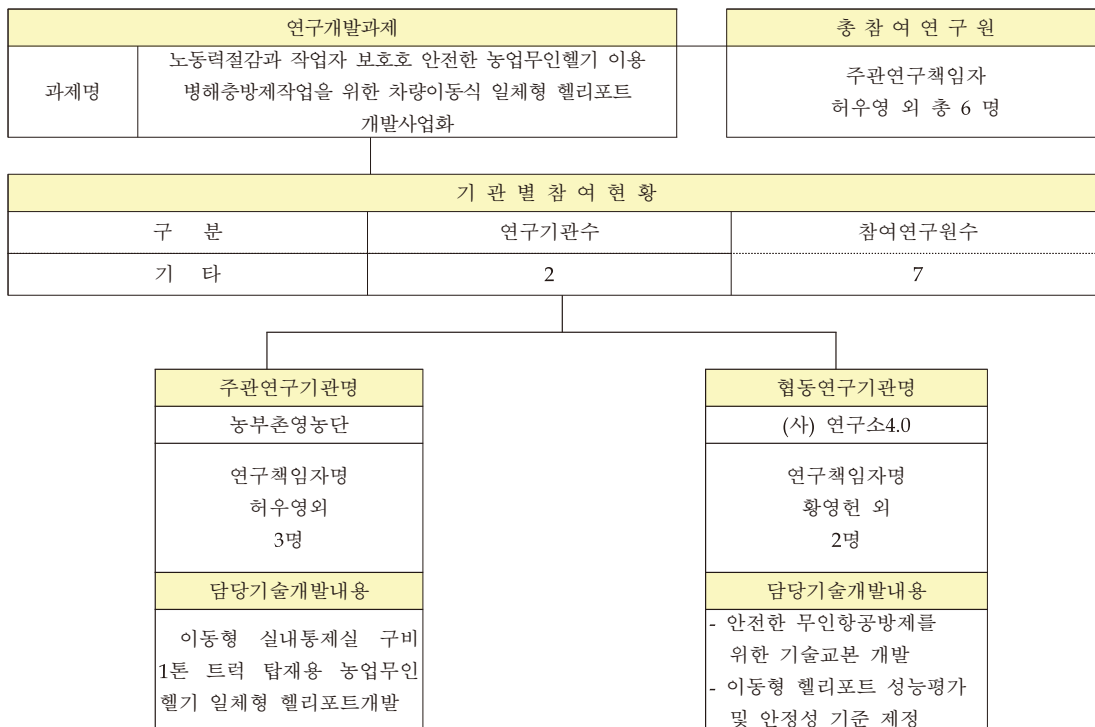 연구개발과제
과제명
노동력절감과 작업자 보호호 안전한 농업무인헬기 이용
병해충방제작업을 위한 차량이동식 일체형 헬리포트
개발사업화
총 참 여 연 구 원
주관연구책임자
허우영 외 총 6 명
기 관 별 참 여 현 황
구 분 연구기관수 참여연구원수
기 타 2 7
주관연구기관명
농부촌영농단
연구책임자명
허우영외
3명
담당기술개발내용
이동형 실내통제실 구비
1톤 트럭 탑재용 농업무인
헬기 일체형 헬리포트개발
협동연구기관명
(사) 연구소4.0
연구책임자명
황영헌 외
2명
담당기술개발내용
- 안전한 무인항공방제를
위한 기술교본 개발
- 이동형 헬리포트 성능평가
및 안정성 기준 제정